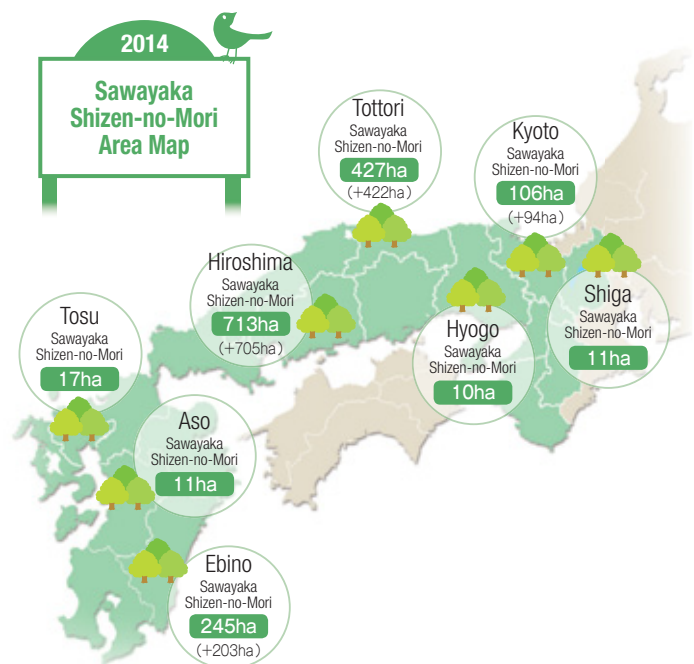 2014
Sawayaka
Shizen-no-Mori
Area Map
Tottori
Sawayaka
Shizen-no-Mori
427ha
(+422ha)
Kyoto
Sawayaka
Shizen-no-Mori
106ha
(+94ha)
Hiroshima
Sawayaka
Shizen-no-Mori
713ha
(+705ha)
Shiga
Sawayaka
Shizen-no-Mori
11ha
Hyogo
Sawayaka
Shizen-no-Mori
10ha
Tosu
Sawayaka
Shizen-no-Mori
17ha
Aso
Sawayaka
Shizen-no-Mori
11ha
Ebino
Sawayaka
Shizen-no-Mori
245ha
(+203ha)